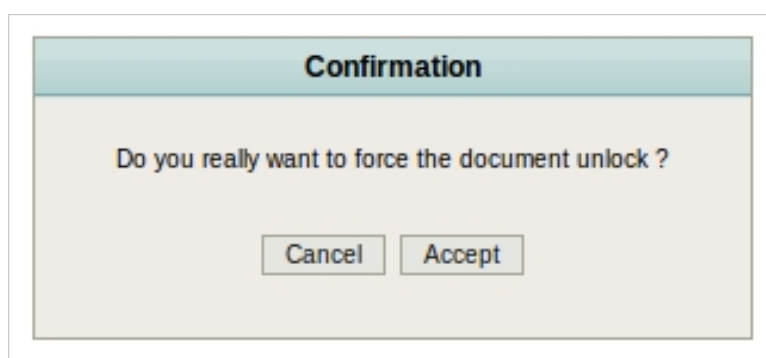 Confirmation
Do you really want to force the document unlock ?
Cancel Accept